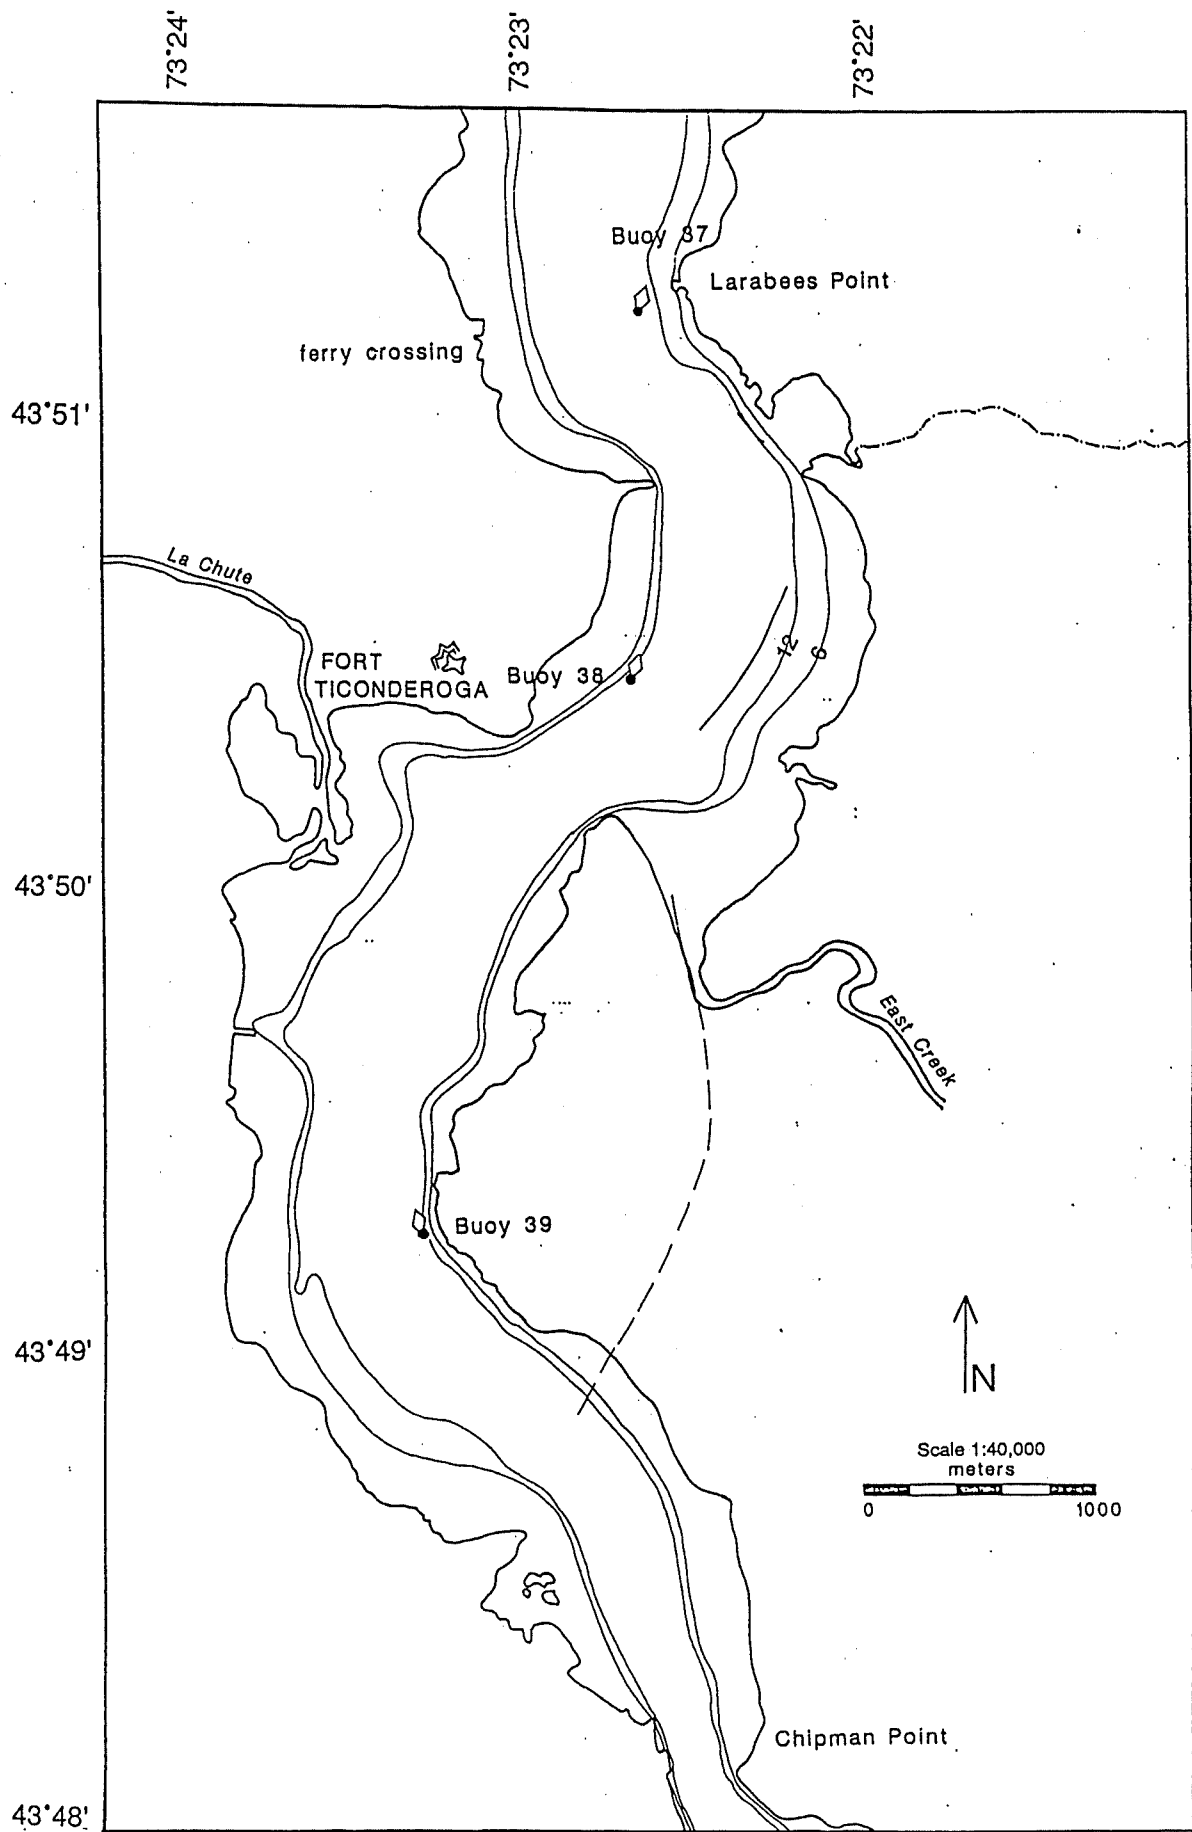 73°24'
73°23'
73°22'
Buoy 37
Larabees Point
ferry crossing
43°51'
La Chute
FORT
TICONDEROGA
Buoy 38
12
6
43°50'
East Creek
Buoy 39
43°49'
N
Scale 1:40,000
meters
0 1000
Chipman Point
43°48'